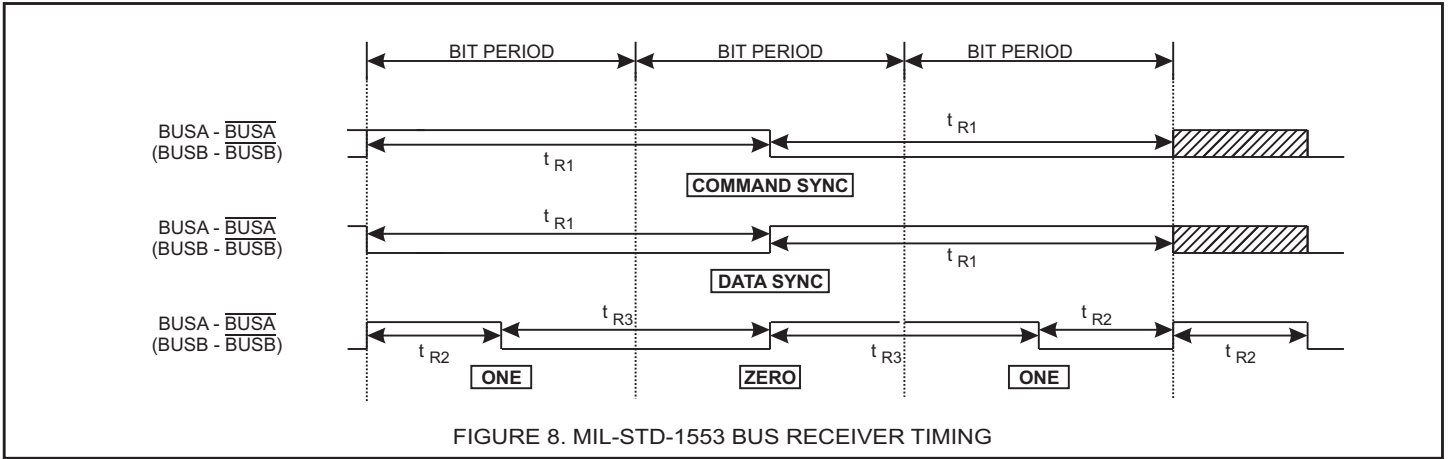 BIT PERIOD BIT PERIOD BIT PERIOD
BUSA - BUSA
(BUSB - BUSB)
t R1
t R1
COMMAND SYNC
BUSA - BUSA
(BUSB - BUSB)
t R1
t R1
DATA SYNC
BUSA - BUSA
(BUSB - BUSB)
t R3 t R2
t R2 t R3 t R2
ONE ZERO ONE
FIGURE 8. MIL-STD-1553 BUS RECEIVER TIMING